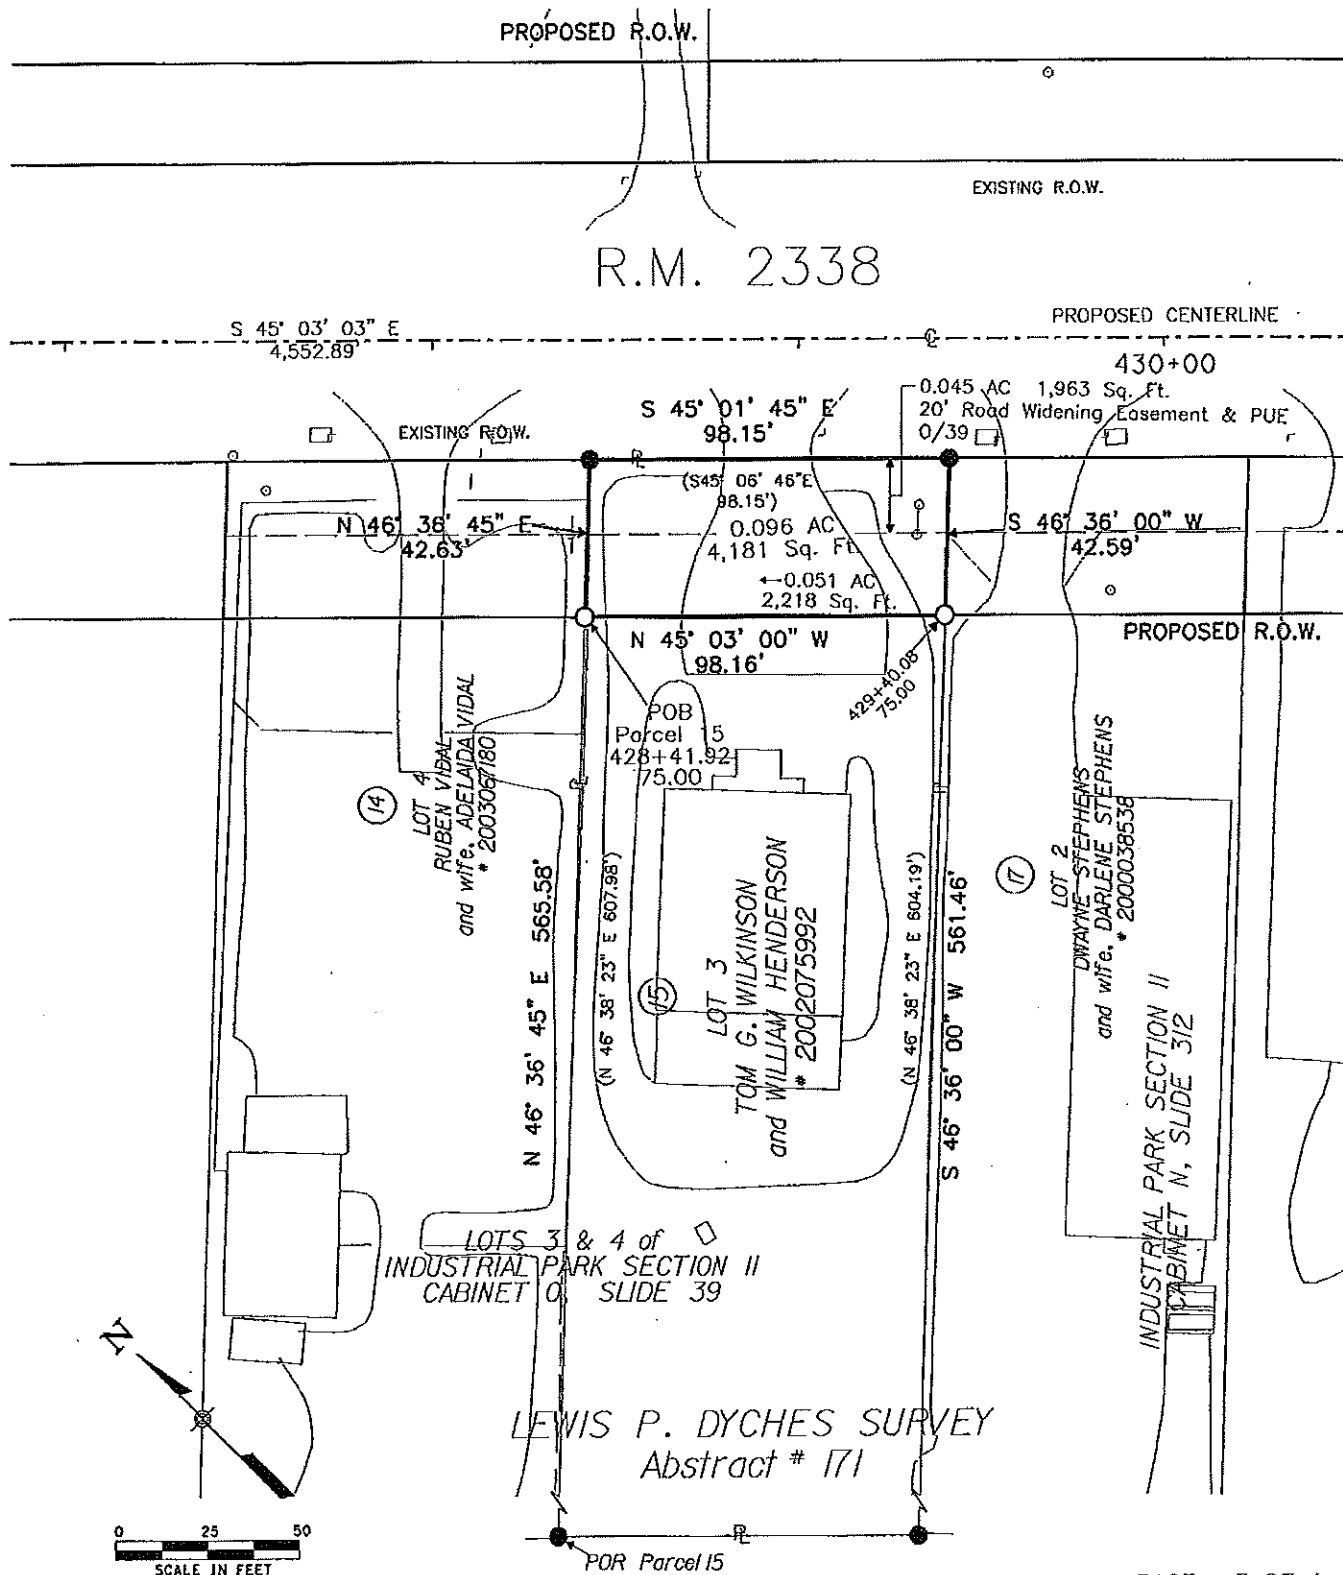 PROPOSED R.O.W.
EXISTING R.O.W.
R.M. 2338
S 45° 03' 03" E
4,552.89'
PROPOSED CENTERLINE
430+00
0.045 AC 1,963 Sq. Ft.
20' Road Widening Easement & PUE
0/39
S 45° 01' 45" E
98.15'
EXISTING R.O.W.
(S45° 06' 46"E
98.15')
N 46° 36' 45" E
42.63'
0.096 AC
4,181 Sq. Ft.
S 46° 36' 00" W
42.59'
0.051 AC
2,218 Sq. Ft.
N 45° 03' 00" W
98.16'
PROPOSED R.O.W.
429+40.08
75.00
POB
Parcel 15
428+41.92
75.00
14
LOT 4
RUBEN VIDAL
and wife, ADELAIDA VIDAL
* 2003067180
N 46° 36' 45" E 565.58'
(N 46° 38' 23" E 607.98')
15
LOT 3
TOM G. WILKINSON
and WILLIAM HENDERSON
* 2002075992
(N 46° 38' 23" E 604.19')
S 46° 36' 00" W 561.46'
17
LOT 2
DWAYNE STEPHENS
and wife, DARLENE STEPHENS
* 2000038538
INDUSTRIAL PARK SECTION II
CABINET N, SLIDE 312
LOTS 3 & 4 of
INDUSTRIAL PARK SECTION II
CABINET O, SLIDE 39
N
LEWIS P. DYCHES SURVEY
Abstract # 171
0 25 50
SCALE IN FEET
POR Parcel 15